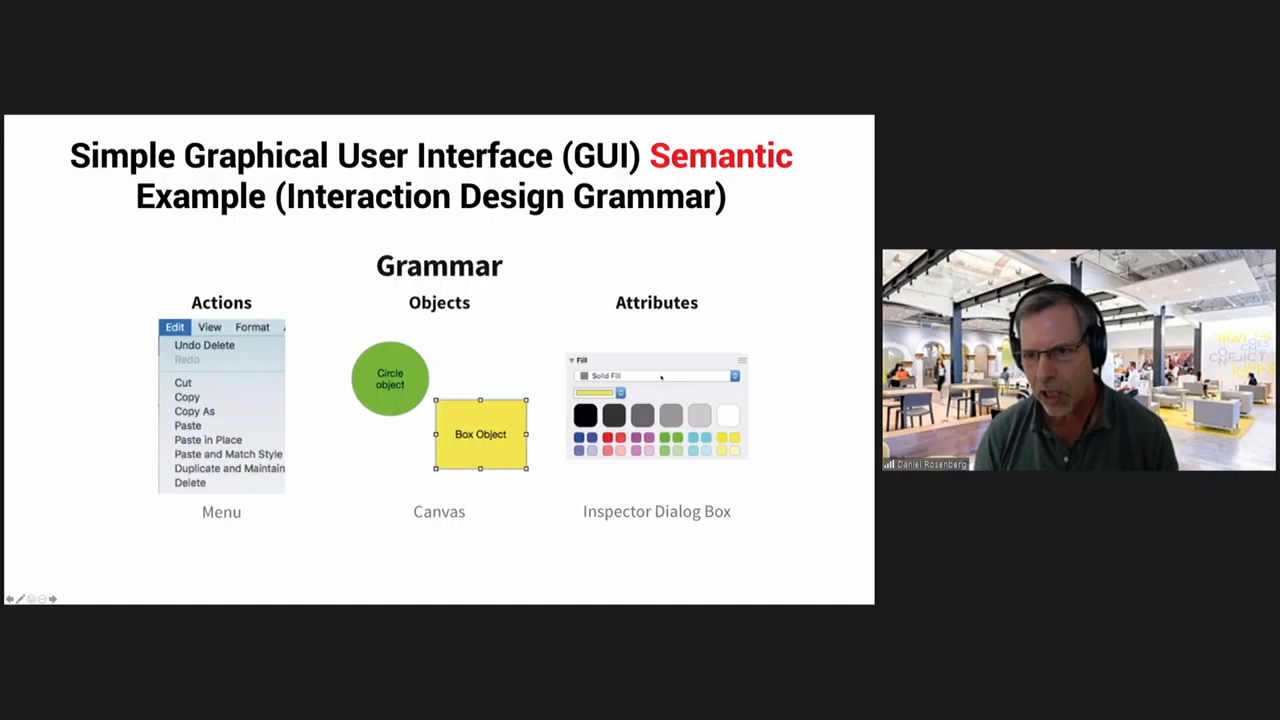 Simple Graphical User Interface (GUI) Semantic
Example (Interaction Design Grammar)
Grammar
Actions
Objects
Attributes
Edit View Format
Undo Delete
Redo
Cut
Copy
Copy As
Paste
Paste in Place
Paste and Match Style
Duplicate and Maintain
Delete
Menu
Circle
object
Box Object
Canvas
Fill
Solid Fill
Inspector Dialog Box
Daniel Rosenberg